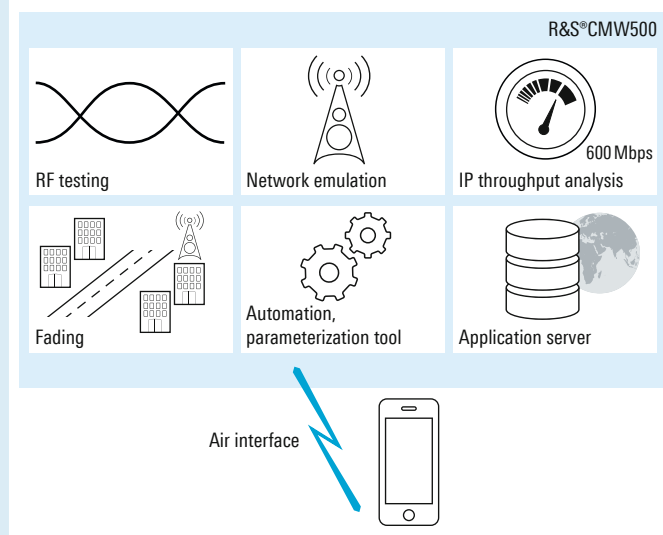 R&S®CMW500
RF testing
Network emulation
600 Mbps
IP throughput analysis
Fading
Automation,
parameterization tool
Application server
Air interface